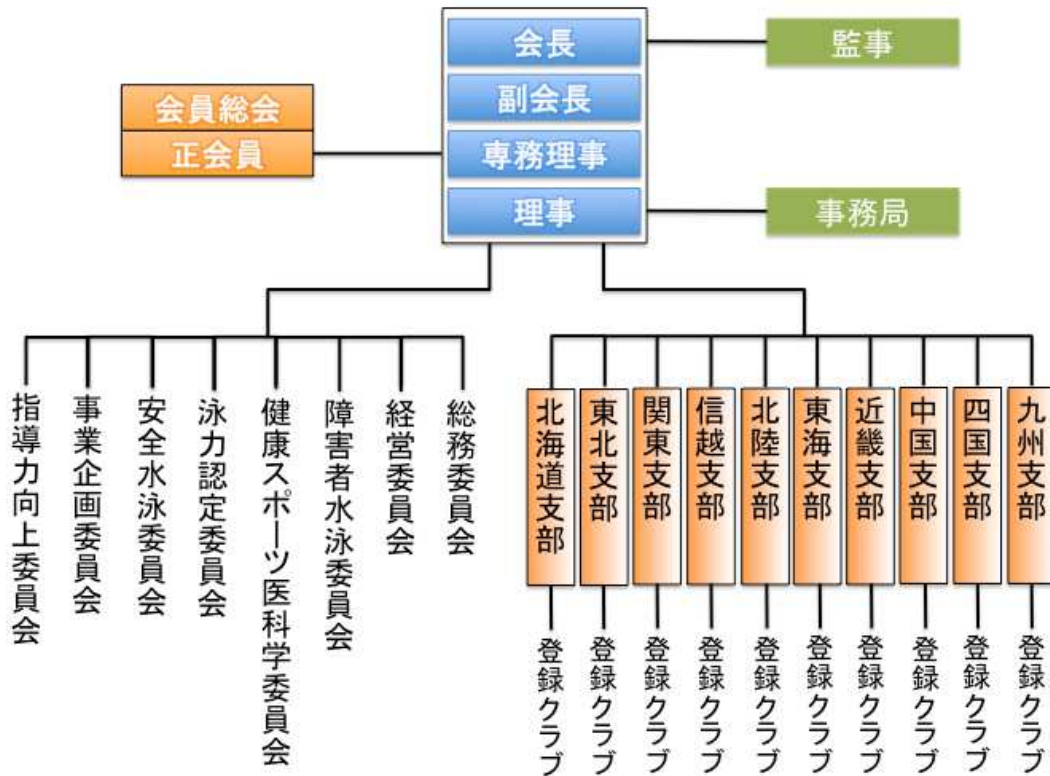 会長
副会長
専務理事
理事
監事
事務局
会員総会
正会員
指導力向上委員会
事業企画委員会
安全水泳委員会
泳力認定委員会
健康スポーツ医科学委員会
障害者水泳委員会
経営委員会
総務委員会
北海道支部
東北支部
関東支部
信越支部
北陸支部
東海支部
近畿支部
中国支部
四国支部
九州支部
登録クラブ
登録クラブ
登録クラブ
登録クラブ
登録クラブ
登録クラブ
登録クラブ
登録クラブ
登録クラブ
登録クラブ